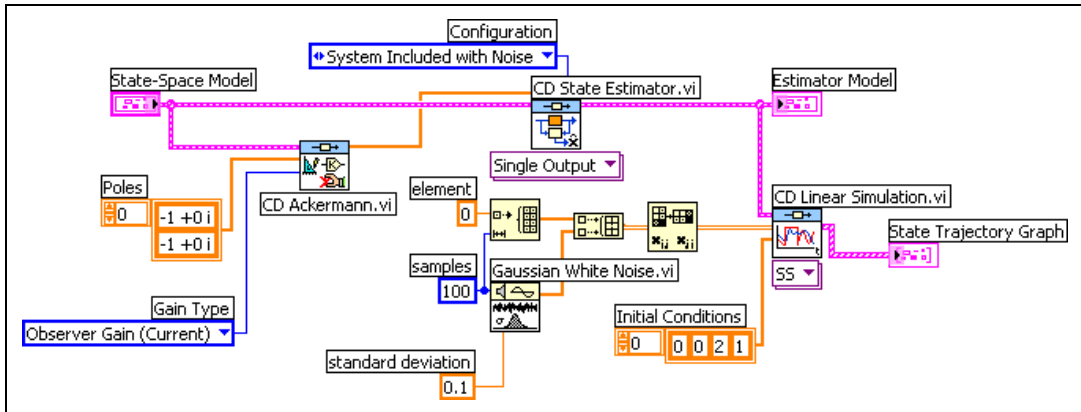 Configuration
System Included with Noise
State-Space Model
CD State Estimator.vi
Estimator Model
Single Output
Poles
0
-1 +0 i
-1 +0 i
CD Ackermann.vi
element
0
CD Linear Simulation.vi
State Trajectory Graph
samples
100
Gaussian White Noise.vi
SS
Gain Type
Observer Gain (Current)
Initial Conditions
0
0 0 2 1
standard deviation
0.1